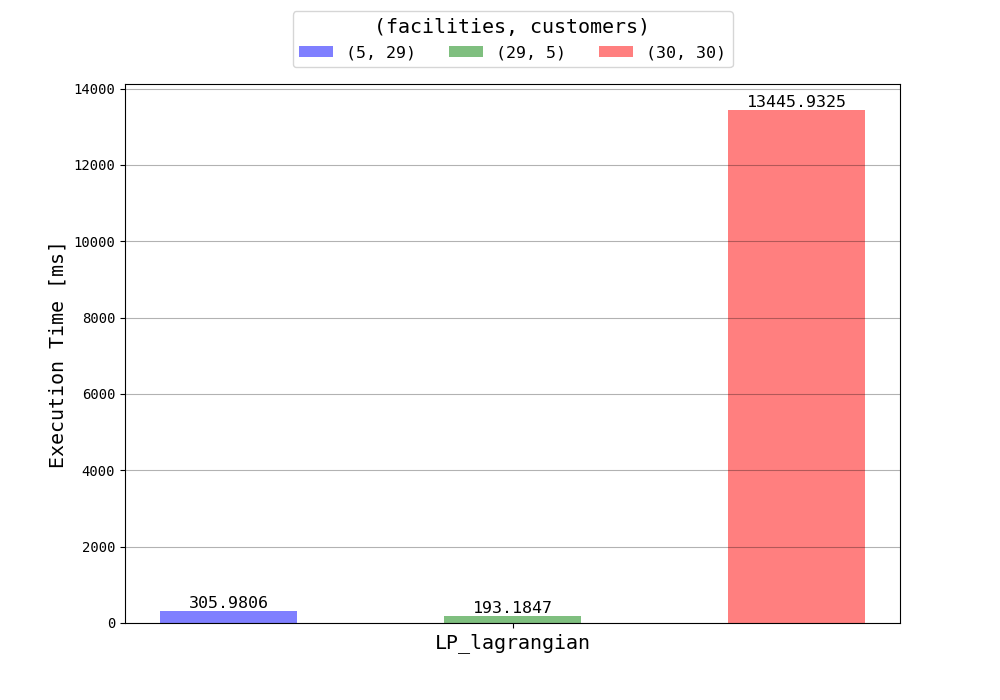 (facilities, customers)
(5, 29) (29, 5) (30, 30)
14000
13445.9325
12000
10000
Execution Time [ms]
8000
6000
4000
2000
305.9806
193.1847
0
LP_lagrangian